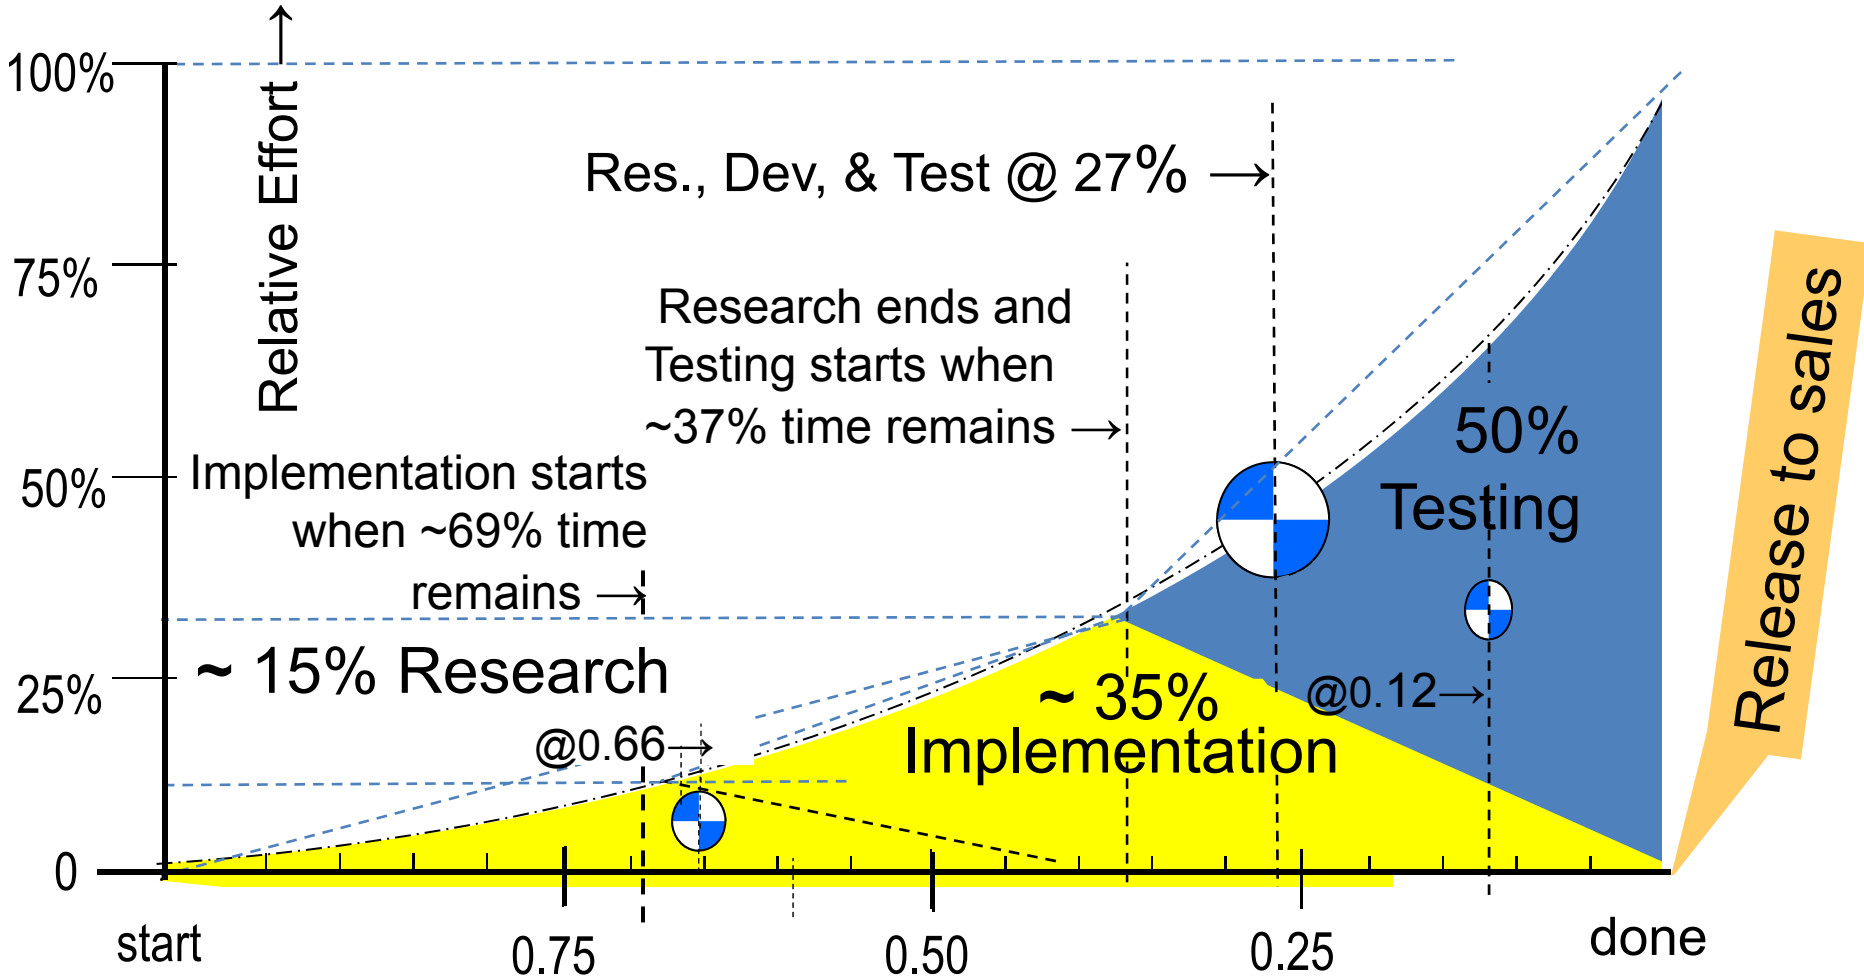 Relative Effort →
100%
75%
50%
25%
0
Res., Dev, & Test @ 27% →
Research ends and
Testing starts when
~37% time remains →
Implementation starts
when ~69% time
remains →
~ 15% Research
@0.66→
~ 35%
Implementation
50%
Testing
@0.12→
Release to sales
start
0.75
0.50
0.25
done